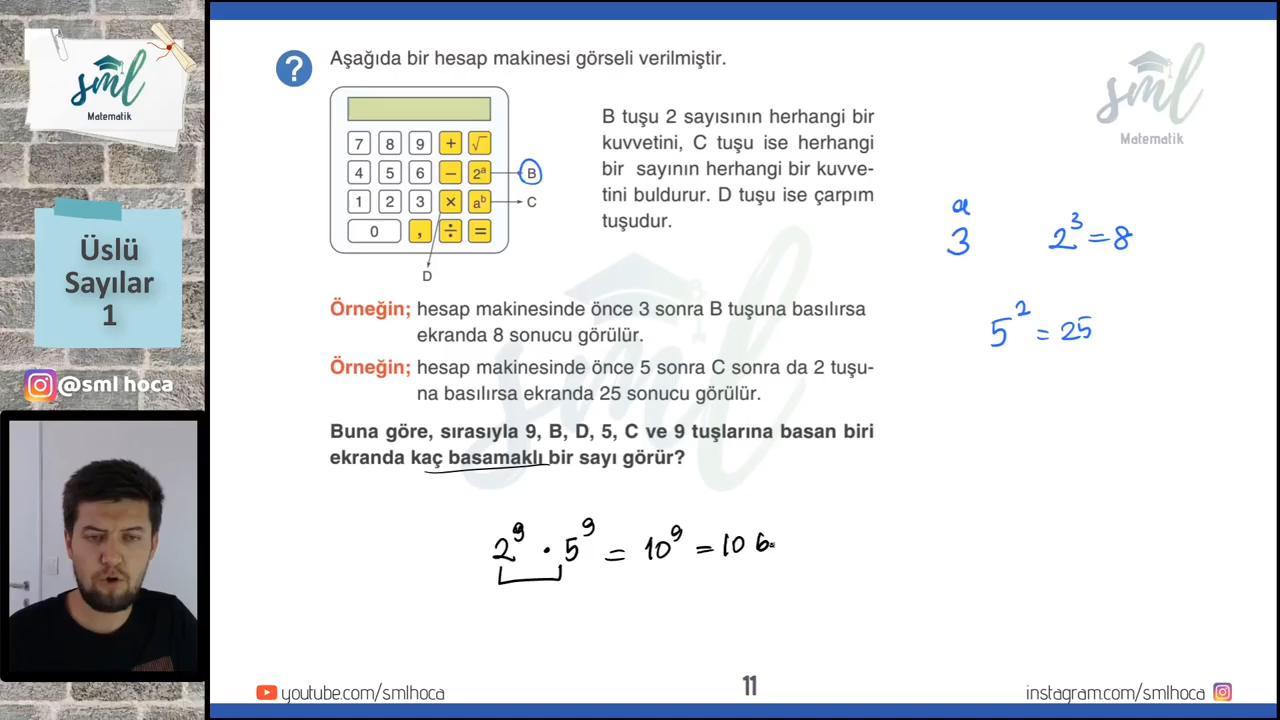 sml
Matematik
Üslü
Sayılar
1
@sml hoca
? Aşağıda bir hesap makinesi görseli verilmiştir.
7 8 9 + √
4 5 6 − 2ᵃ B
1 2 3 × aᵇ C
0 , ÷ =
D
B tuşu 2 sayısının herhangi bir
kuvvetini, C tuşu ise herhangi
bir sayının herhangi bir kuvve-
tini buldurur. D tuşu ise çarpım
tuşudur.
Örneğin; hesap makinesinde önce 3 sonra B tuşuna basılırsa
ekranda 8 sonucu görülür.
Örneğin; hesap makinesinde önce 5 sonra C sonra da 2 tuşu-
na basılırsa ekranda 25 sonucu görülür.
Buna göre, sırasıyla 9, B, D, 5, C ve 9 tuşlarına basan biri
ekranda kaç basamaklı bir sayı görür?
2⁹ · 5⁹ = 10⁹ = 10 b
sml
Matematik
a
3 2³ = 8
5² = 25
youtube.com/smlhoca
11
instagram.com/smlhoca